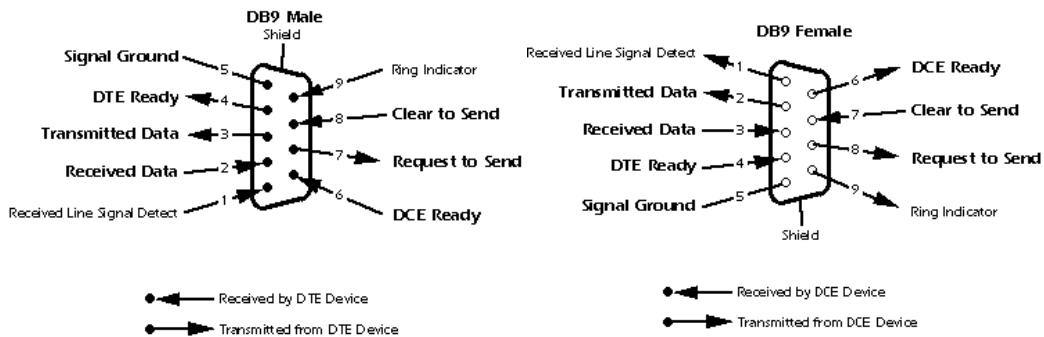 DB9 Male
Shield
Signal Ground
5
9
Ring Indicator
DTE Ready
4
8
Clear to Send
Transmitted Data
3
7
Request to Send
Received Data
2
6
DCE Ready
Received Line Signal Detect
1
Received by DTE Device
Transmitted from DTE Device
DB9 Female
Received Line Signal Detect
1
6
DCE Ready
Transmitted Data
2
7
Clear to Send
Received Data
3
8
Request to Send
DTE Ready
4
9
Ring Indicator
Signal Ground
5
Shield
Received by DCE Device
Transmitted from DCE Device